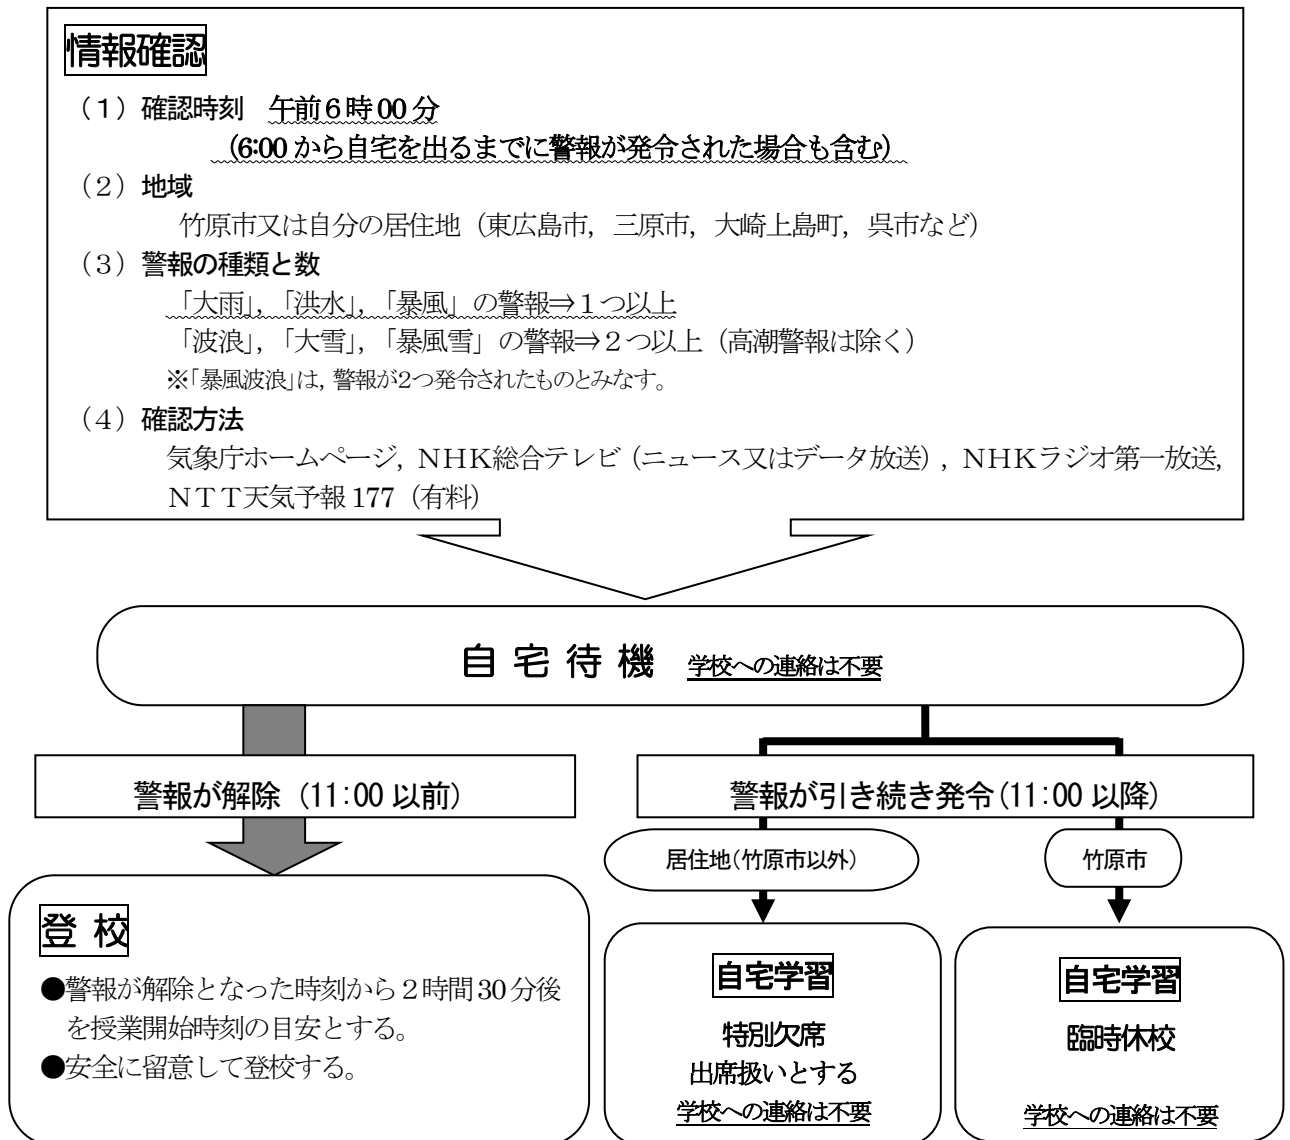 情報確認
（１）確認時刻　午前６時00分
（6:00から自宅を出るまでに警報が発令された場合も含む）
（２）地域
竹原市又は自分の居住地（東広島市，三原市，大崎上島町，呉市など）
（３）警報の種類と数
「大雨」，「洪水」，「暴風」の警報⇒１つ以上
「波浪」，「大雪」，「暴風雪」の警報⇒２つ以上（高潮警報は除く）
※「暴風波浪」は，警報が2つ発令されたものとみなす。
（４）確認方法
気象庁ホームページ，ＮＨＫ総合テレビ（ニュース又はデータ放送），ＮＨＫラジオ第一放送，
ＮＴＴ天気予報177（有料）
自宅待機　学校への連絡は不要
警報が解除（11:00以前）
警報が引き続き発令（11:00以降）
居住地（竹原市以外）
竹原市
登校
●警報が解除となった時刻から２時間30分後
を授業開始時刻の目安とする。
●安全に留意して登校する。
自宅学習
特別欠席
出席扱いとする
学校への連絡は不要
自宅学習
臨時休校
学校への連絡は不要